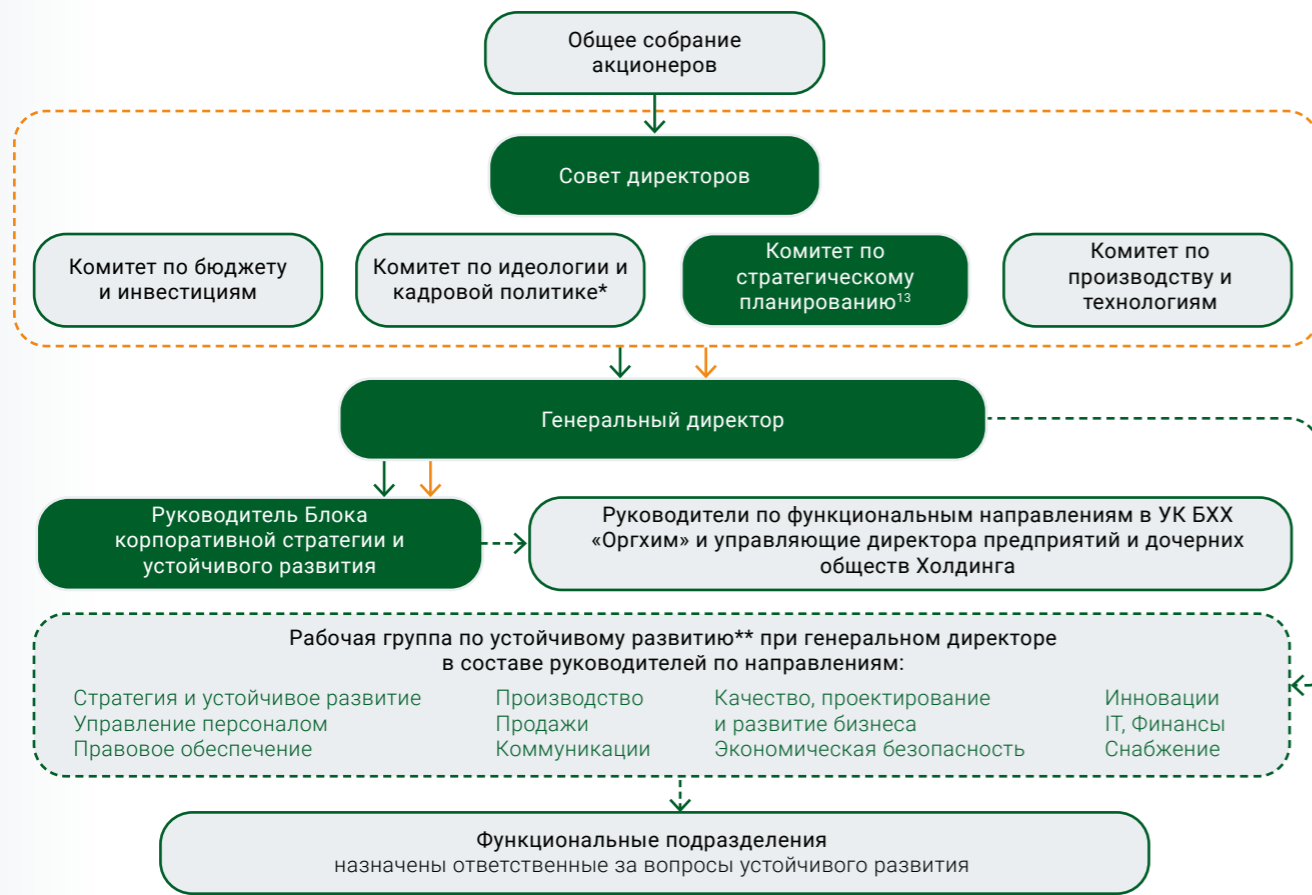 Общее собрание
акционеров
Совет директоров
Комитет по бюджету
и инвестициям
Комитет по идеологии и
кадровой политике*
Комитет по
стратегическому
планированию¹³
Комитет по
производству и
технологиям
Генеральный директор
Руководитель Блока
корпоративной стратегии и
устойчивого развития
Руководители по функциональным направлениям в УК БХХ
«Оргхим» и управляющие директора предприятий и дочерних
обществ Холдинга
Рабочая группа по устойчивому развитию** при генеральном директоре
в составе руководителей по направлениям:
Стратегия и устойчивое развитие
Управление персоналом
Правовое обеспечение
Производство
Продажи
Коммуникации
Качество, проектирование
и развитие бизнеса
Экономическая безопасность
Инновации
IT, Финансы
Снабжение
Функциональные подразделения
назначены ответственные за вопросы устойчивого развития